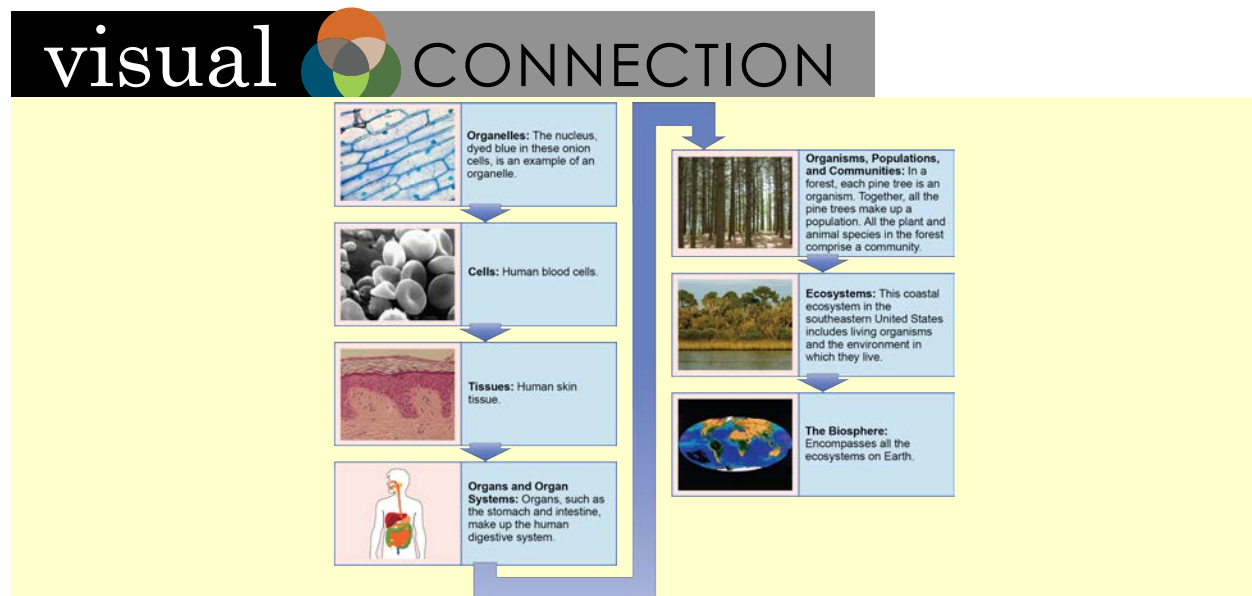 visual CONNECTION
Organelles: The nucleus,
dyed blue in these onion
cells, is an example of an
organelle.
Cells: Human blood cells.
Tissues: Human skin
tissue.
Organs and Organ
Systems: Organs, such as
the stomach and intestine,
make up the human
digestive system.
Organisms, Populations,
and Communities: In a
forest, each pine tree is an
organism. Together, all the
pine trees make up a
population. All the plant and
animal species in the forest
comprise a community.
Ecosystems: This coastal
ecosystem in the
southeastern United States
includes living organisms
and the environment in
which they live.
The Biosphere:
Encompasses all the
ecosystems on Earth.